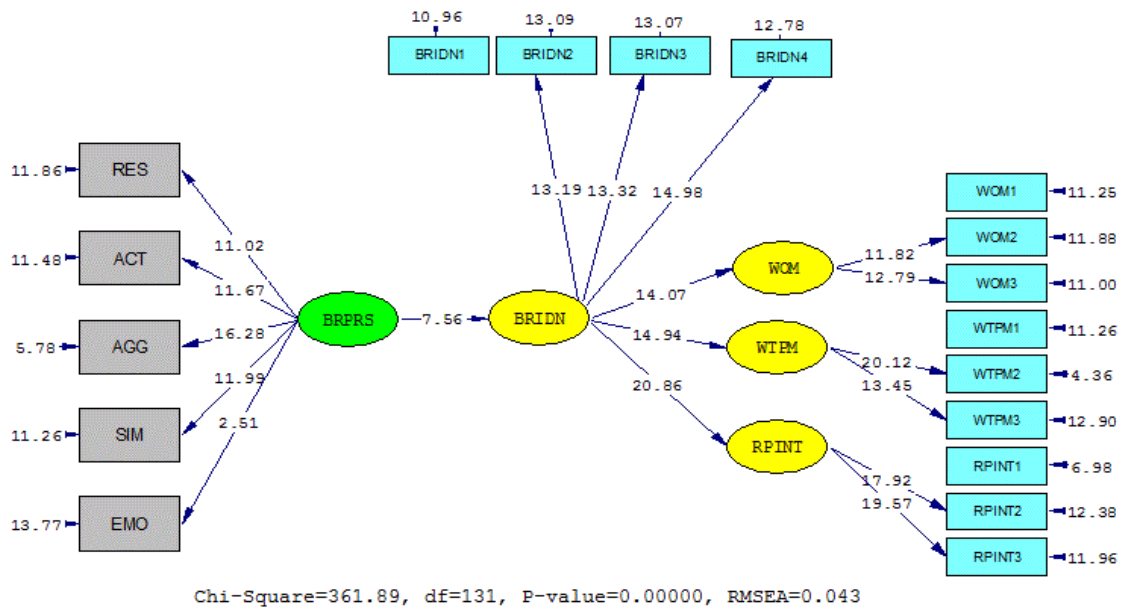 10.96 13.09 13.07 12.78
BRIDN1 BRIDN2 BRIDN3 BRIDN4
11.86 RES
11.48 ACT
5.78 AGG
11.26 SIM
13.77 EMO
11.02
11.67
16.28
11.99
2.51
BRPRS
7.56
BRIDN
13.19 13.32 14.98
14.07
14.94
20.86
WOM
WTPM
RPINT
11.82
12.79
20.12
13.45
17.92
19.57
WOM1 11.25
WOM2 11.88
WOM3 11.00
WTPM1 11.26
WTPM2 4.36
WTPM3 12.90
RPINT1 6.98
RPINT2 12.38
RPINT3 11.96
Chi-Square=361.89, df=131, P-value=0.00000, RMSEA=0.043